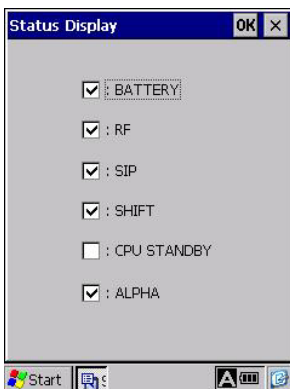 Status Display OK
: BATTERY
: RF
: SIP
: SHIFT
: CPU STANDBY
: ALPHA
Start A